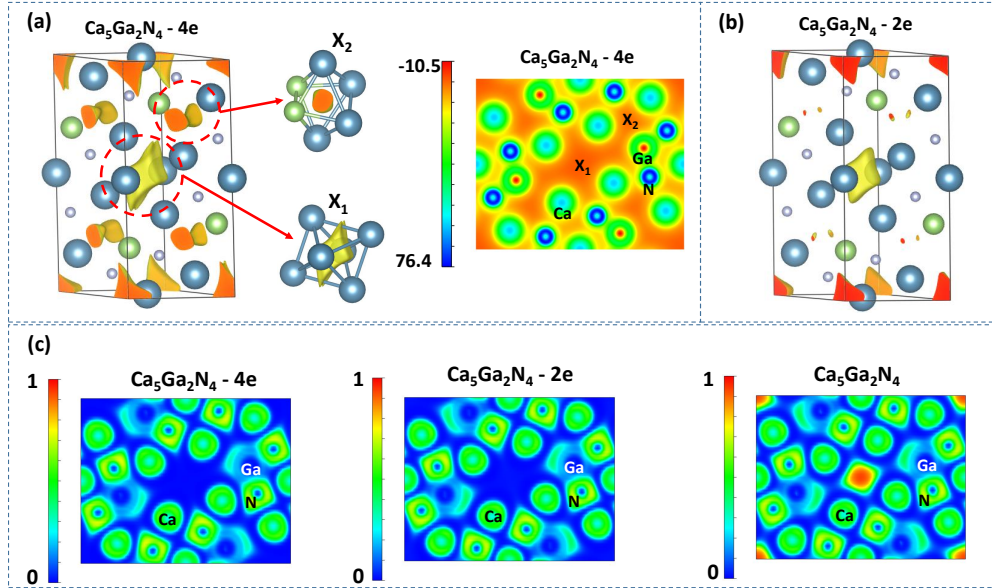 (a)
Ca₅Ga₂N₄ - 4e
X₂
X₁
Ca₅Ga₂N₄ - 4e
-10.5
76.4
X₂
Ga
X₁
N
Ca
(b)
Ca₅Ga₂N₄ - 2e
(c)
Ca₅Ga₂N₄ - 4e
1
0
Ga
N
Ca
Ca₅Ga₂N₄ - 2e
1
0
Ga
N
Ca
Ca₅Ga₂N₄
1
0
Ga
N
Ca